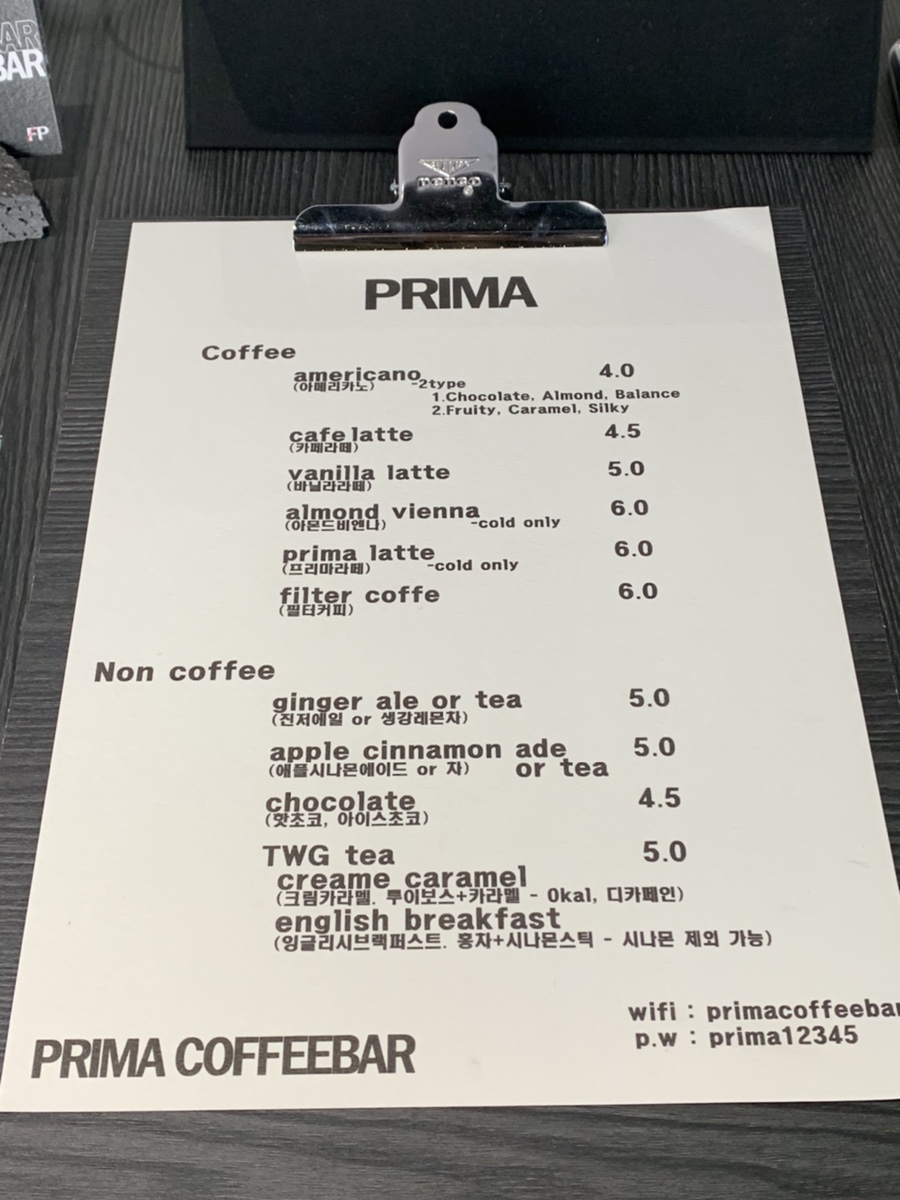 AR
BAR
FP
PRIMA
Coffee
americano 4.0
(아메리카노) -2type
1.Chocolate, Almond, Balance
2.Fruity, Caramel, Silky
cafe latte 4.5
(카페라떼)
vanilla latte 5.0
(바닐라라떼)
almond vienna 6.0
(아몬드비엔나) -cold only
prima latte 6.0
(프리마라떼) -cold only
filter coffe 6.0
(필터커피)
Non coffee
ginger ale or tea 5.0
(진저에일 or 생강레몬차)
apple cinnamon ade 5.0
(애플시나몬에이드 or 차) or tea
chocolate 4.5
(핫초코, 아이스초코)
TWG tea 5.0
creame caramel
(크림카라멜. 루이보스+카라멜 - 0kal, 디카페인)
english breakfast
(잉글리시브랙퍼스트. 홍차+시나몬스틱 - 시나몬 제외 가능)
wifi : primacoffeebar
p.w : prima12345
PRIMA COFFEEBAR